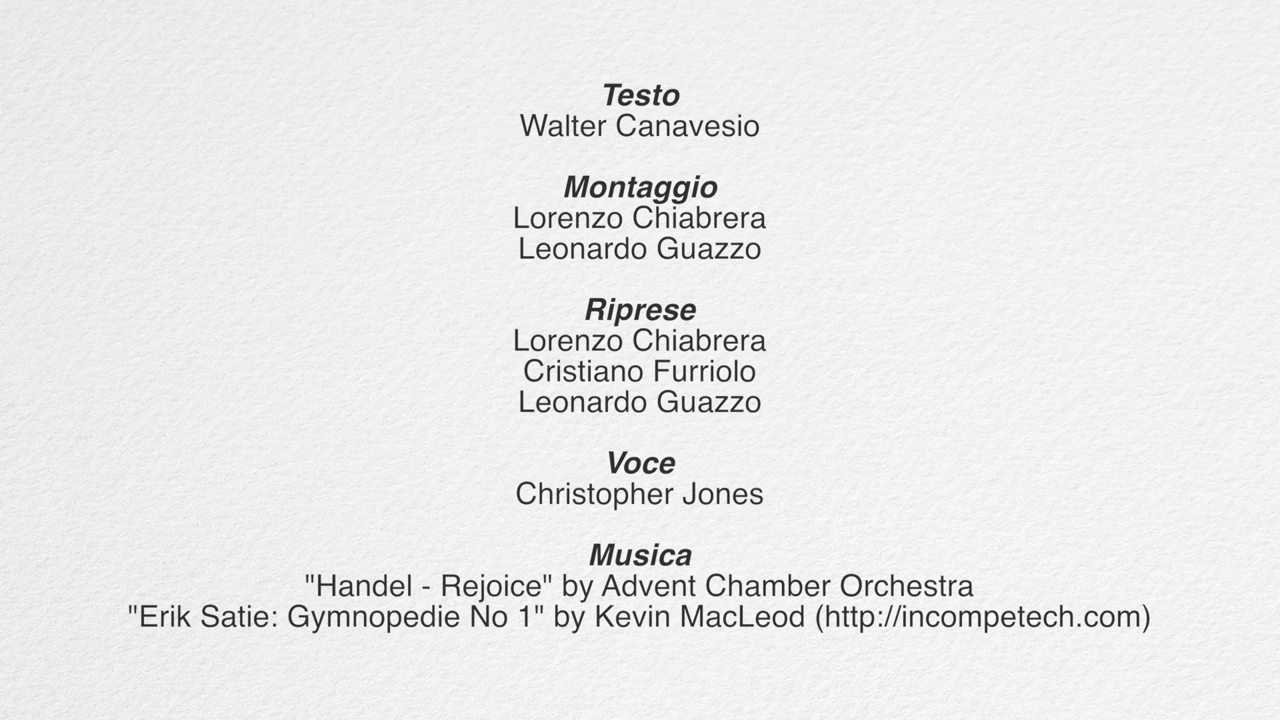 Testo
Walter Canavesio
Montaggio
Lorenzo Chiabrera
Leonardo Guazzo
Riprese
Lorenzo Chiabrera
Cristiano Furriolo
Leonardo Guazzo
Voce
Christopher Jones
Musica
"Handel - Rejoice" by Advent Chamber Orchestra
"Erik Satie: Gymnopedie No 1" by Kevin MacLeod (http://incompetech.com)